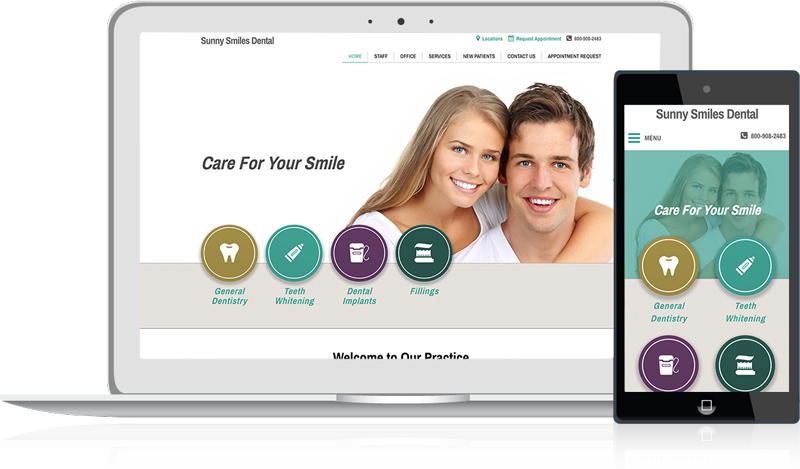 Sunny Smiles Dental
Locations Request Appointment 800-908-2483
HOME STAFF OFFICE SERVICES NEW PATIENTS CONTACT US APPOINTMENT REQUEST
Care For Your Smile
General Dentistry
Teeth Whitening
Dental Implants
Fillings
Welcome to Our Practice
Sunny Smiles Dental
MENU 800-908-2483
Care For Your Smile
General Dentistry
Teeth Whitening